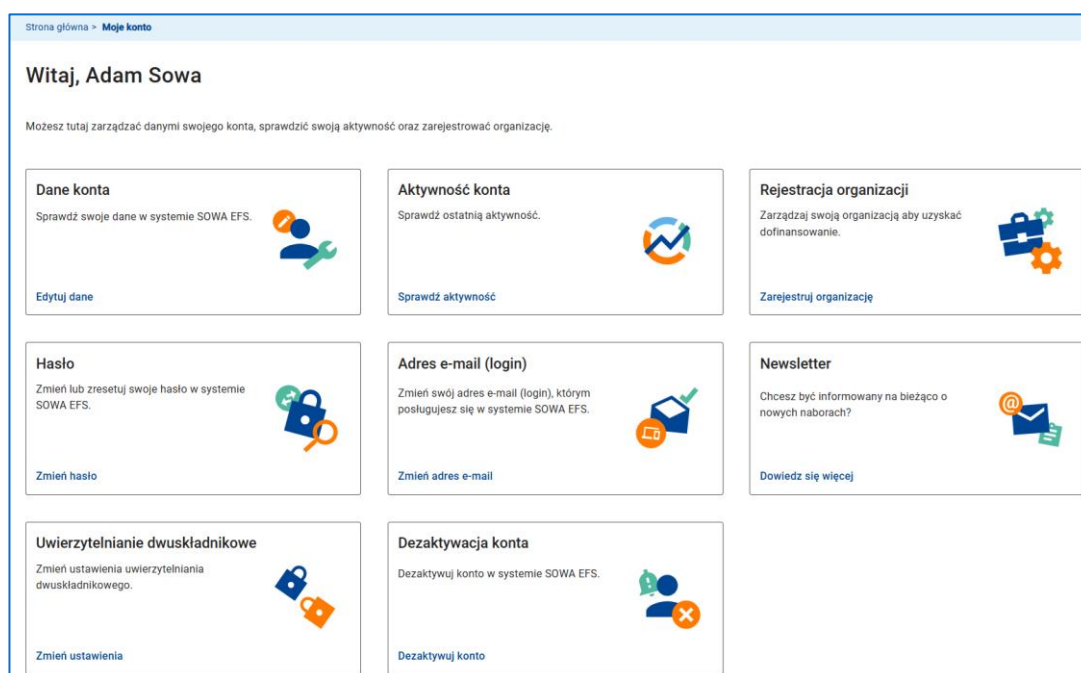 Strona główna > Moje konto
Witaj, Adam Sowa
Możesz tutaj zarządzać danymi swojego konta, sprawdzić swoją aktywność oraz zarejestrować organizację.
Dane konta
Sprawdź swoje dane w systemie SOWA EFS.
Edytuj dane
Aktywność konta
Sprawdź ostatnią aktywność.
Sprawdź aktywność
Rejestracja organizacji
Zarządzaj swoją organizacją aby uzyskać
dofinansowanie.
Zarejestruj organizację
Hasło
Zmień lub zresetuj swoje hasło w systemie
SOWA EFS.
Zmień hasło
Adres e-mail (login)
Zmień swój adres e-mail (login), którym
posługujesz się w systemie SOWA EFS.
Zmień adres e-mail
Newsletter
Chcesz być informowany na bieżąco o
nowych naborach?
Dowiedz się więcej
Uwierzytelnianie dwuskładnikowe
Zmień ustawienia uwierzytelniania
dwuskładnikowego.
Zmień ustawienia
Dezaktywacja konta
Dezaktywuj konto w systemie SOWA EFS.
Dezaktywuj konto